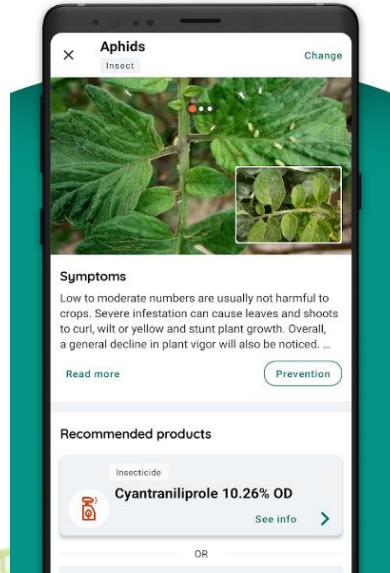 Aphids
Change
Insect
Symptoms
Low to moderate numbers are usually not harmful to
crops. Severe infestation can cause leaves and shoots
to curl, wilt or yellow and stunt plant growth. Overall,
a general decline in plant vigor will also be noticed. ...
Read more
Prevention
Recommended products
Insecticide
Cyantraniliprole 10.26% OD
See info
OR